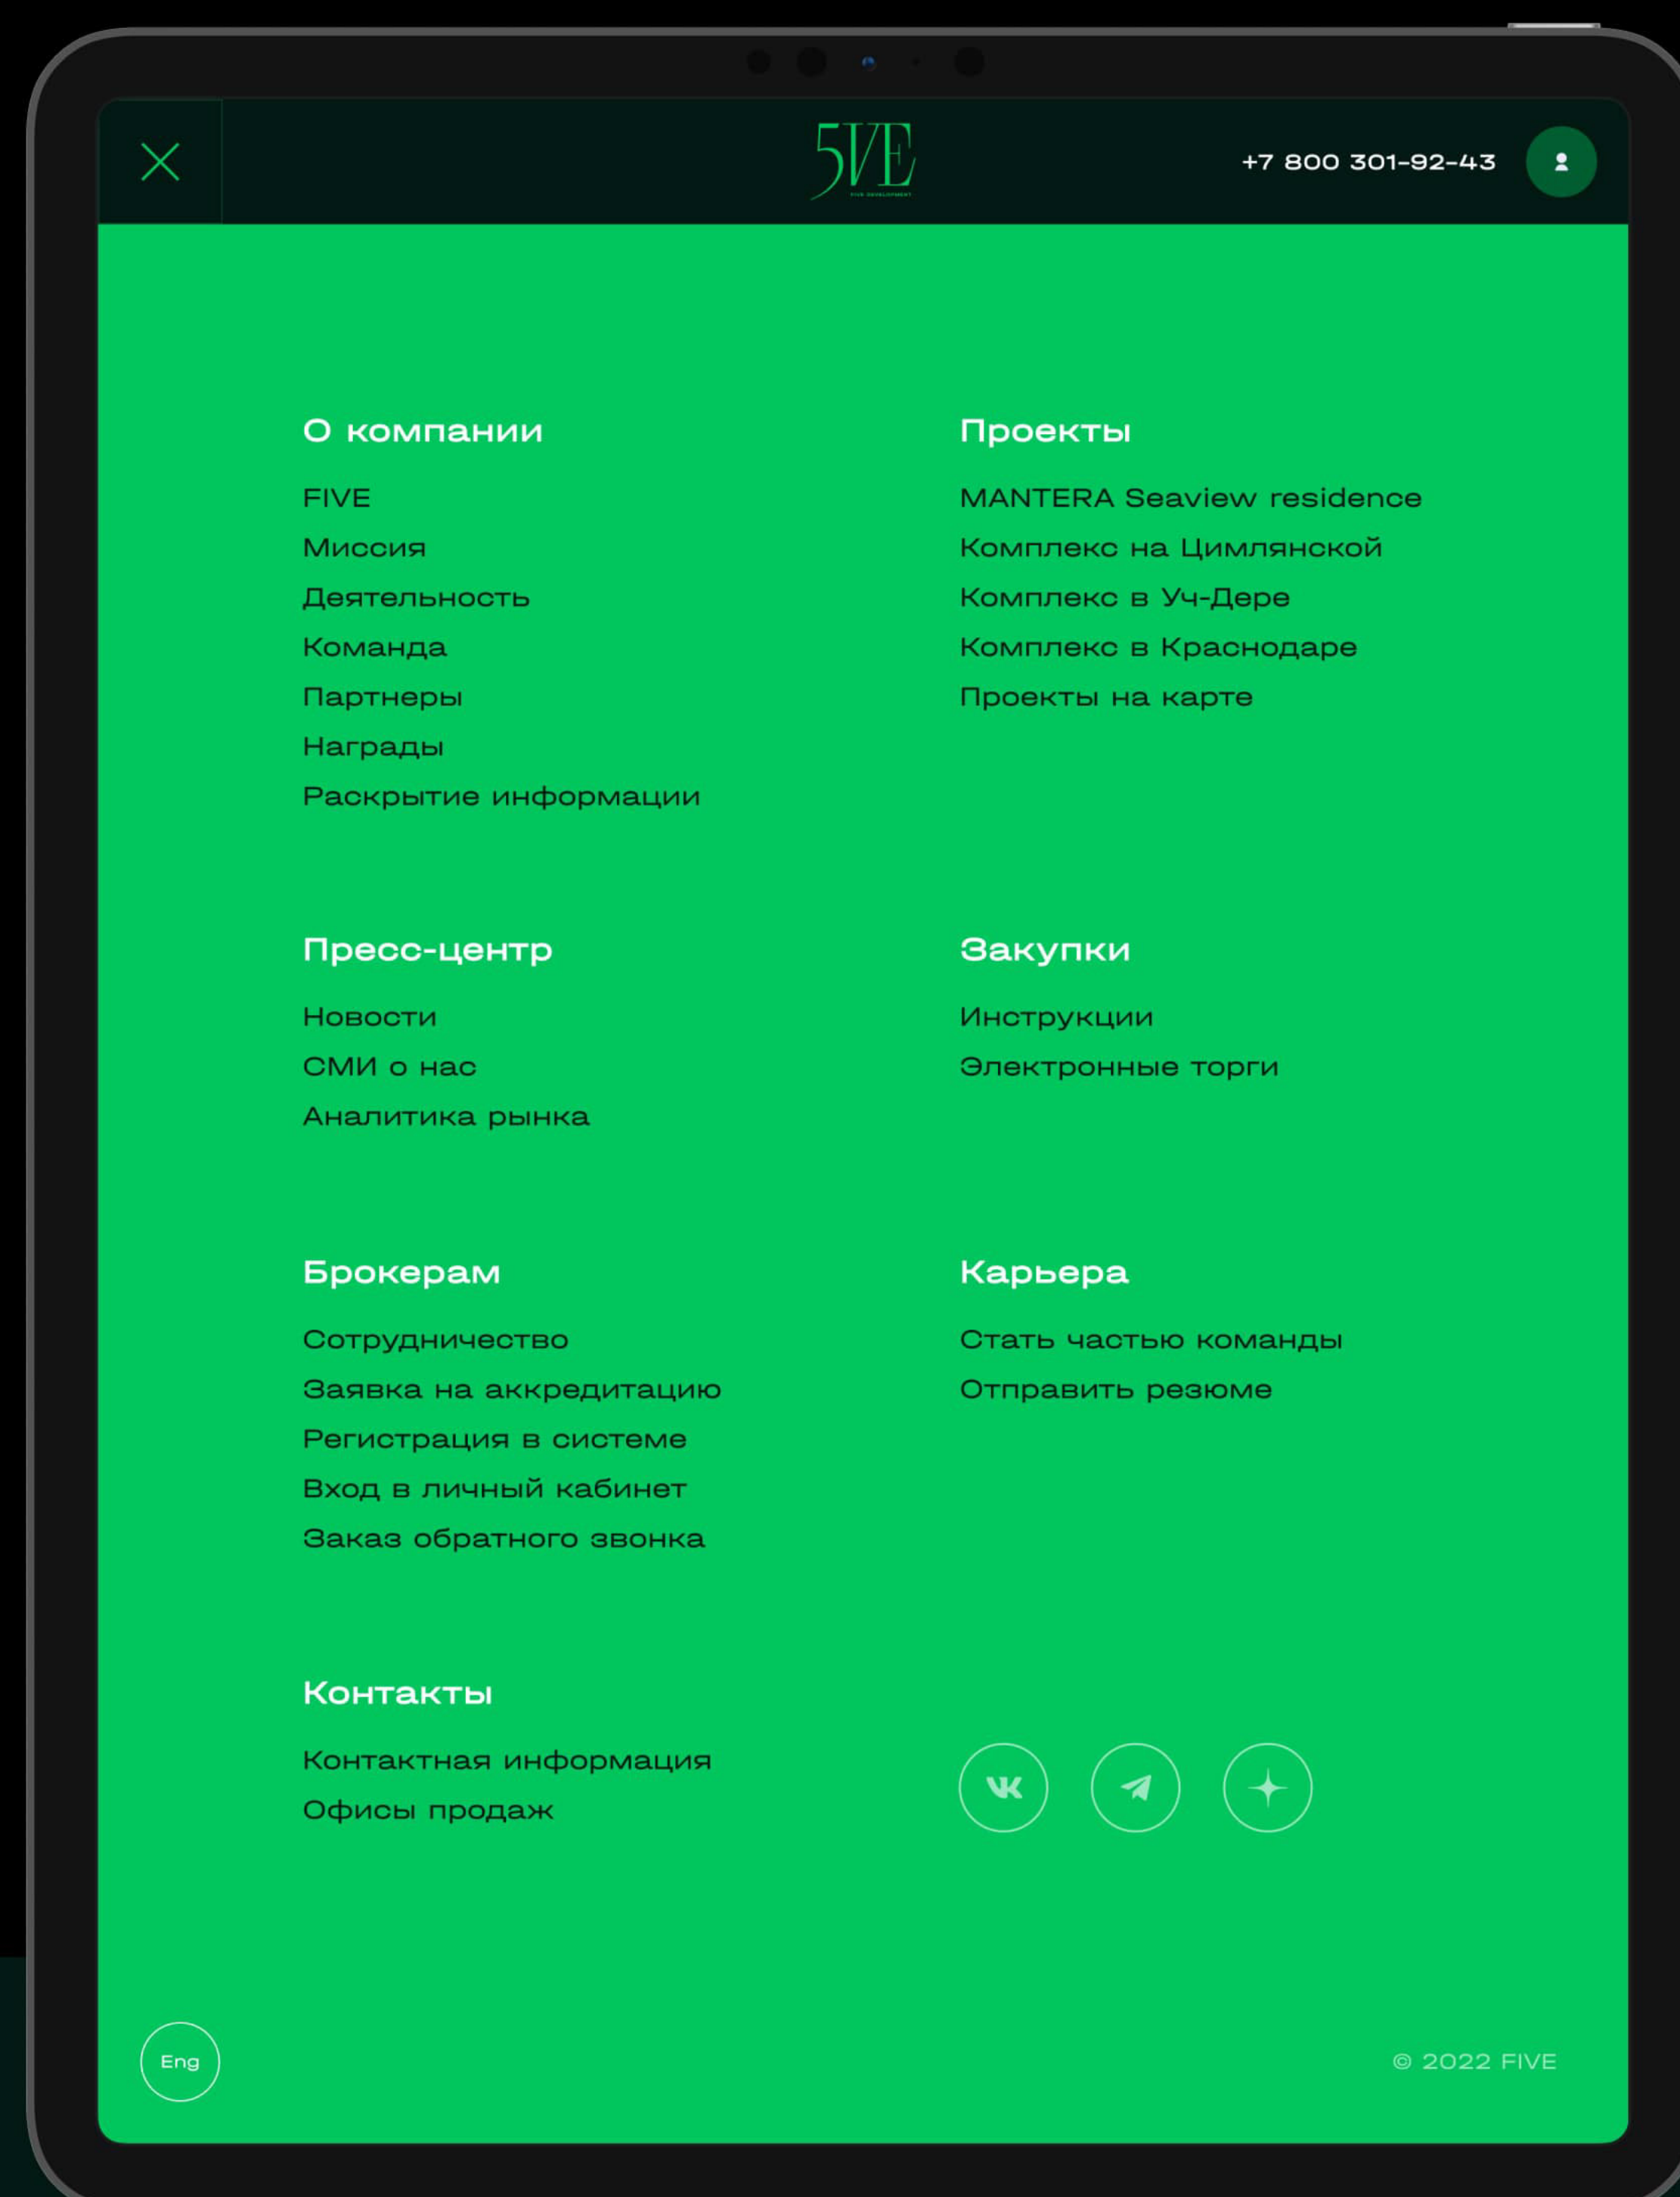 5VE
FIVE DEVELOPMENT
+7 800 301-92-43
О компании
FIVE
Миссия
Деятельность
Команда
Партнеры
Награды
Раскрытие информации
Проекты
MANTERA Seaview residence
Комплекс на Цимлянской
Комплекс в Уч-Дере
Комплекс в Краснодаре
Проекты на карте
Пресс-центр
Новости
СМИ о нас
Аналитика рынка
Закупки
Инструкции
Электронные торги
Брокерам
Сотрудничество
Заявка на аккредитацию
Регистрация в системе
Вход в личный кабинет
Заказ обратного звонка
Карьера
Стать частью команды
Отправить резюме
Контакты
Контактная информация
Офисы продаж
Eng
© 2022 FIVE